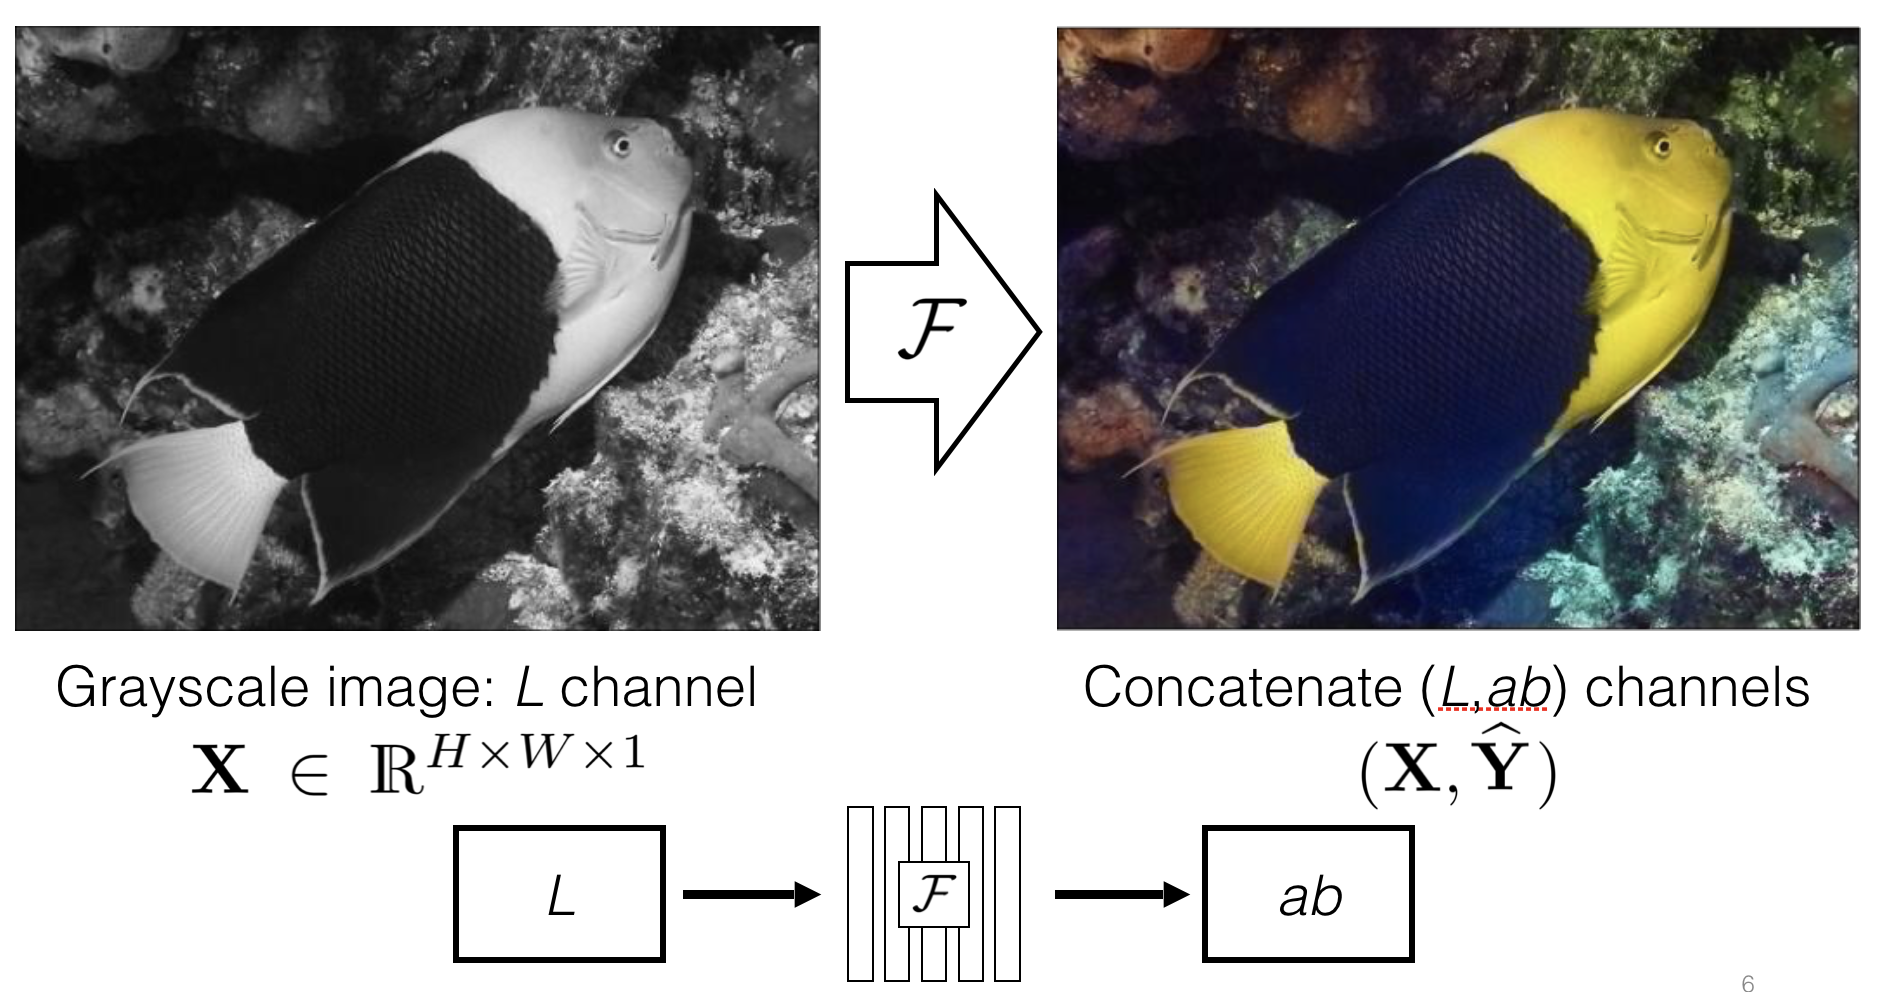 ℱ
Grayscale image: L channel
Concatenate (L,ab) channels
𝐗 ∈ ℝ^{H×W×1}
(𝐗, 𝐘̂)
L
ℱ
ab
6